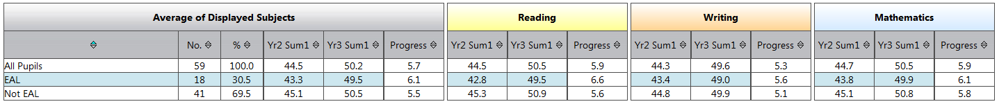 Average of Displayed Subjects Reading Writing Mathematics
No. % Yr2 Sum1 Yr3 Sum1 Progress Yr2 Sum1 Yr3 Sum1 Progress Yr2 Sum1 Yr3 Sum1 Progress Yr2 Sum1 Yr3 Sum1 Progress
All Pupils 59 100.0 44.5 50.2 5.7 44.5 50.5 5.9 44.3 49.6 5.3 44.7 50.5 5.9
EAL 18 30.5 43.3 49.5 6.1 42.8 49.5 6.6 43.4 49.0 5.6 43.8 49.9 6.1
Not EAL 41 69.5 45.1 50.5 5.5 45.3 50.9 5.6 44.8 49.9 5.1 45.1 50.8 5.8